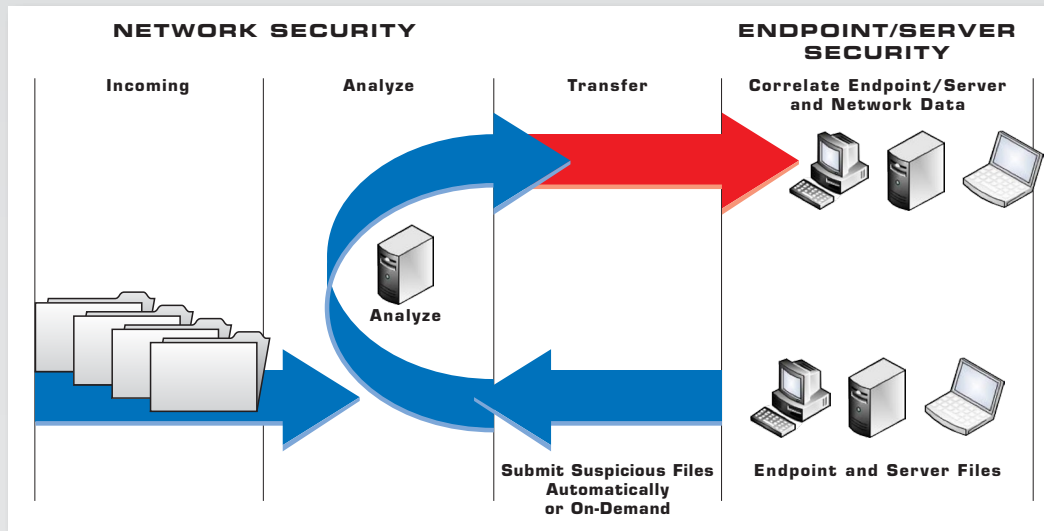 NETWORK SECURITY
ENDPOINT/SERVER
SECURITY
Incoming
Analyze
Transfer
Correlate Endpoint/Server
and Network Data
Analyze
Submit Suspicious Files
Automatically
or On-Demand
Endpoint and Server Files